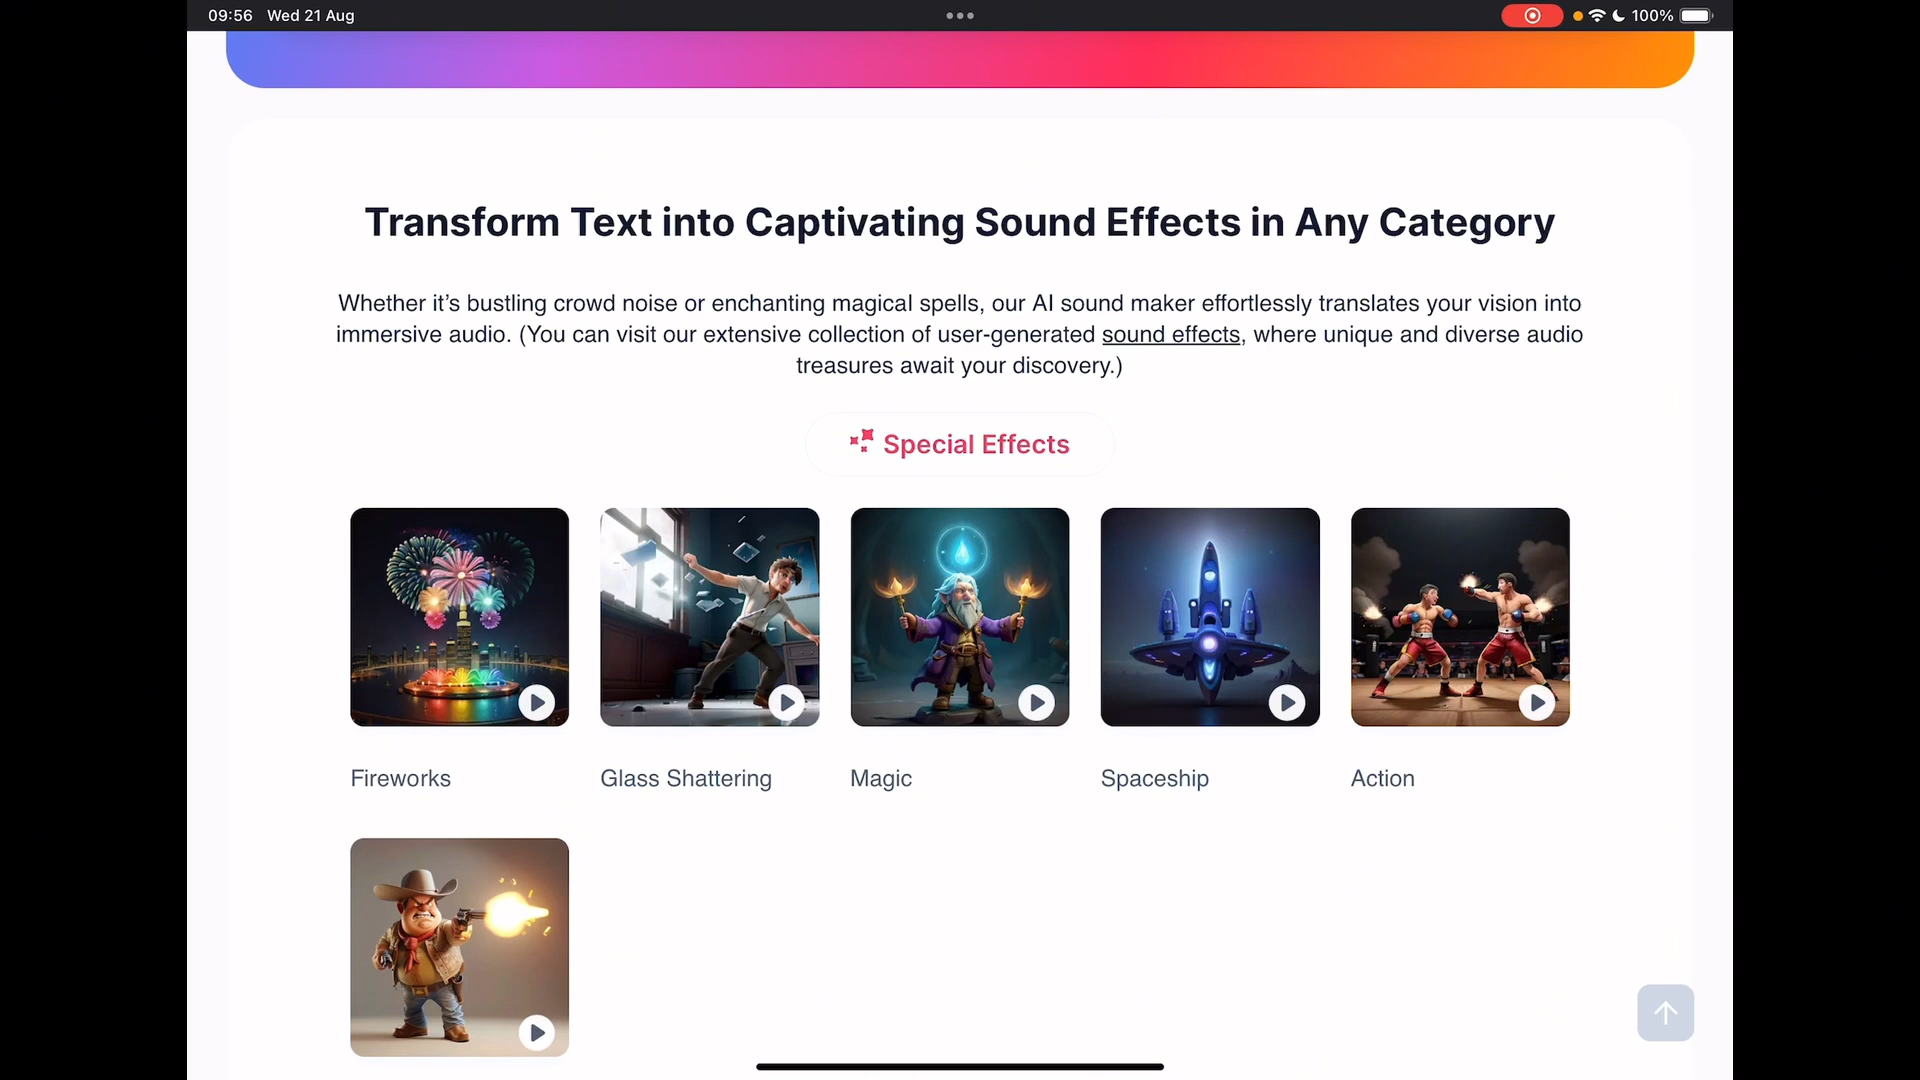 09:56 Wed 21 Aug
100%
Transform Text into Captivating Sound Effects in Any Category
Whether it’s bustling crowd noise or enchanting magical spells, our AI sound maker effortlessly translates your vision into
immersive audio. (You can visit our extensive collection of user-generated sound effects, where unique and diverse audio
treasures await your discovery.)
Special Effects
Fireworks
Glass Shattering
Magic
Spaceship
Action